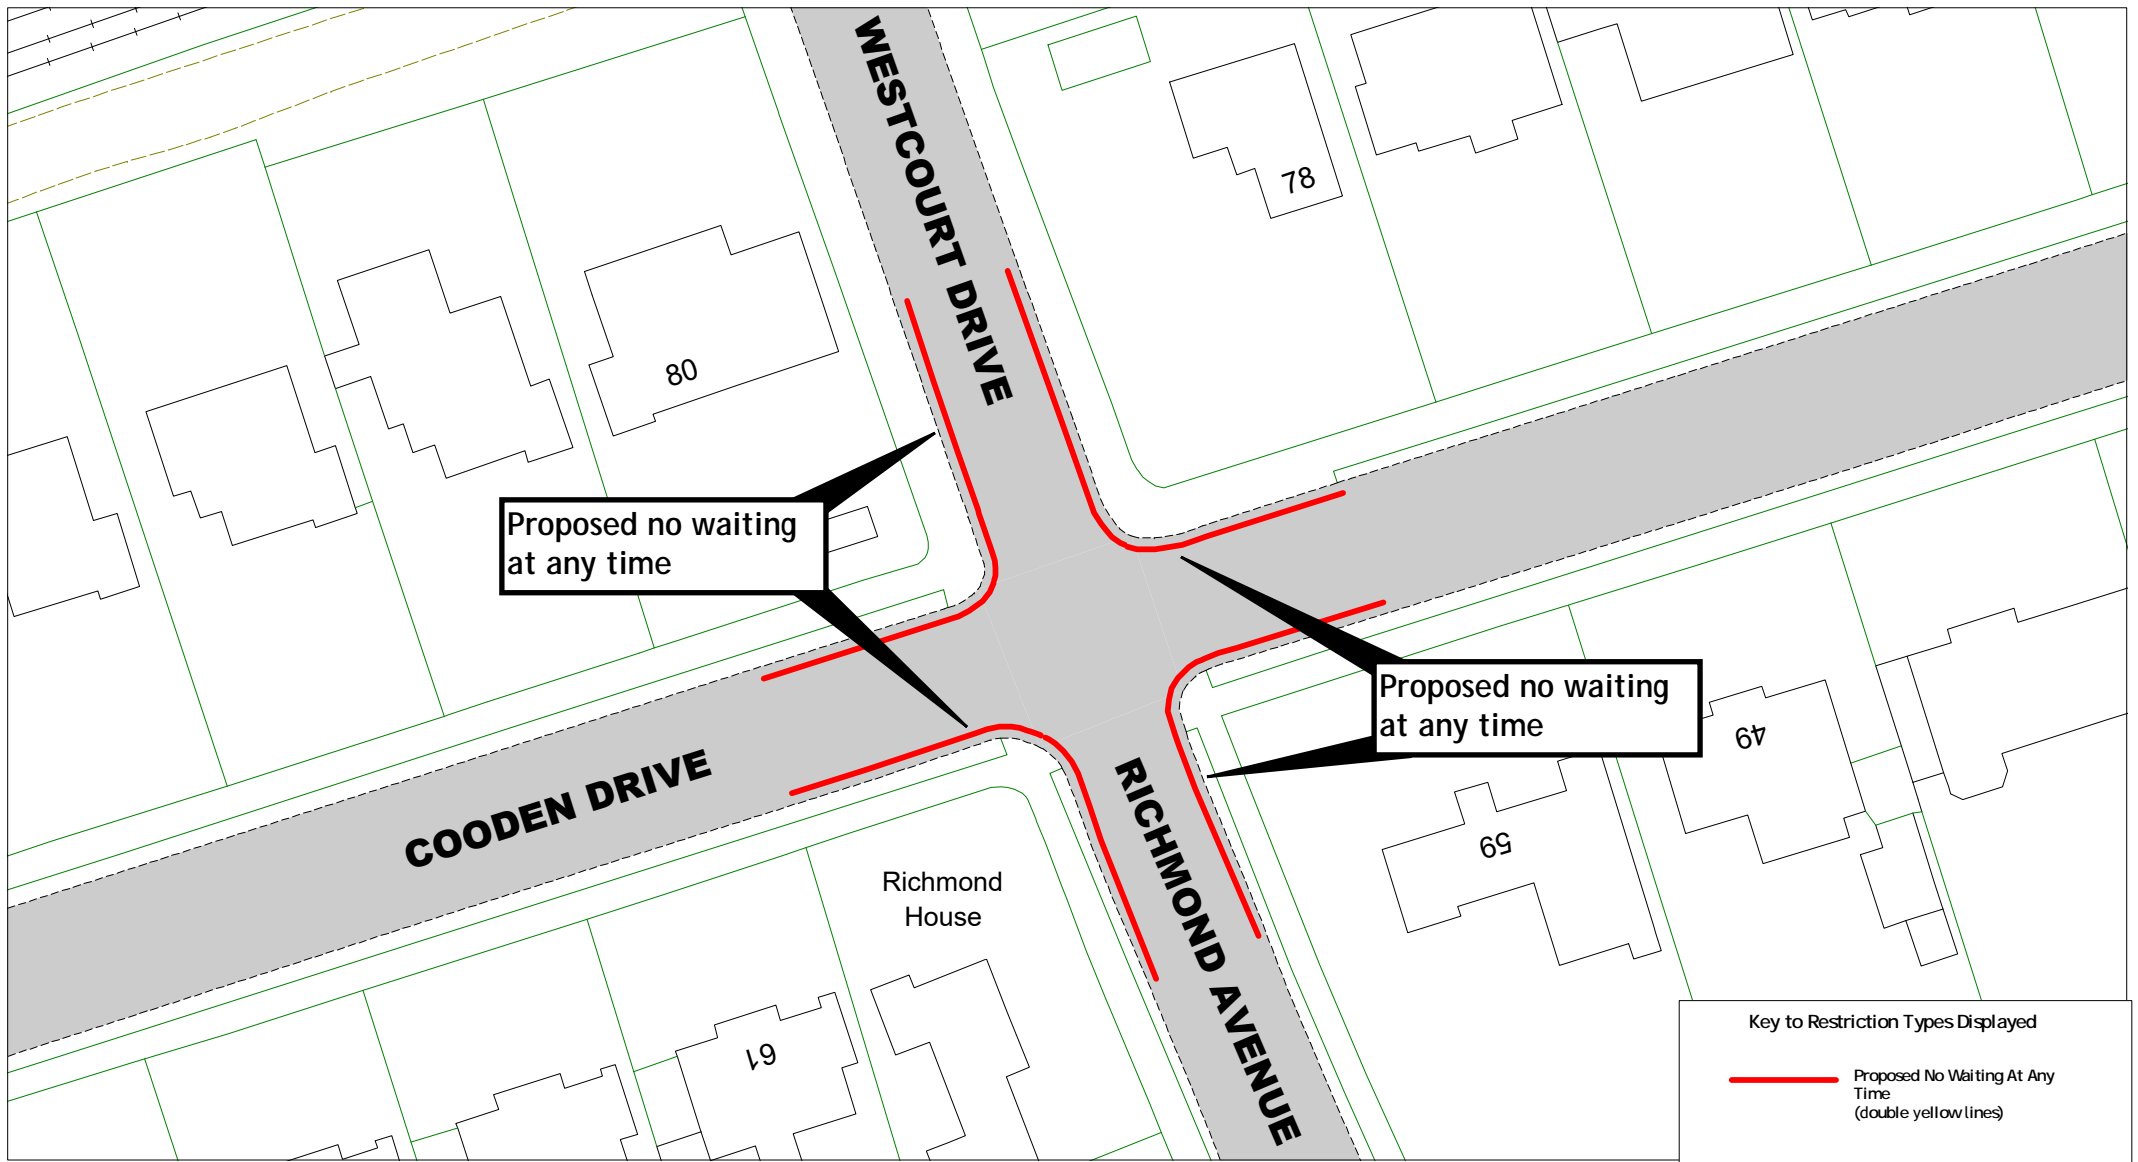 WESTCOURT DRIVE
78
80
Proposed no waiting
at any time
Proposed no waiting
at any time
49
COODEN DRIVE
RICHMOND AVENUE
59
Richmond
House
61
Key to Restriction Types Displayed
Proposed No Waiting At Any
Time
(double yellow lines)